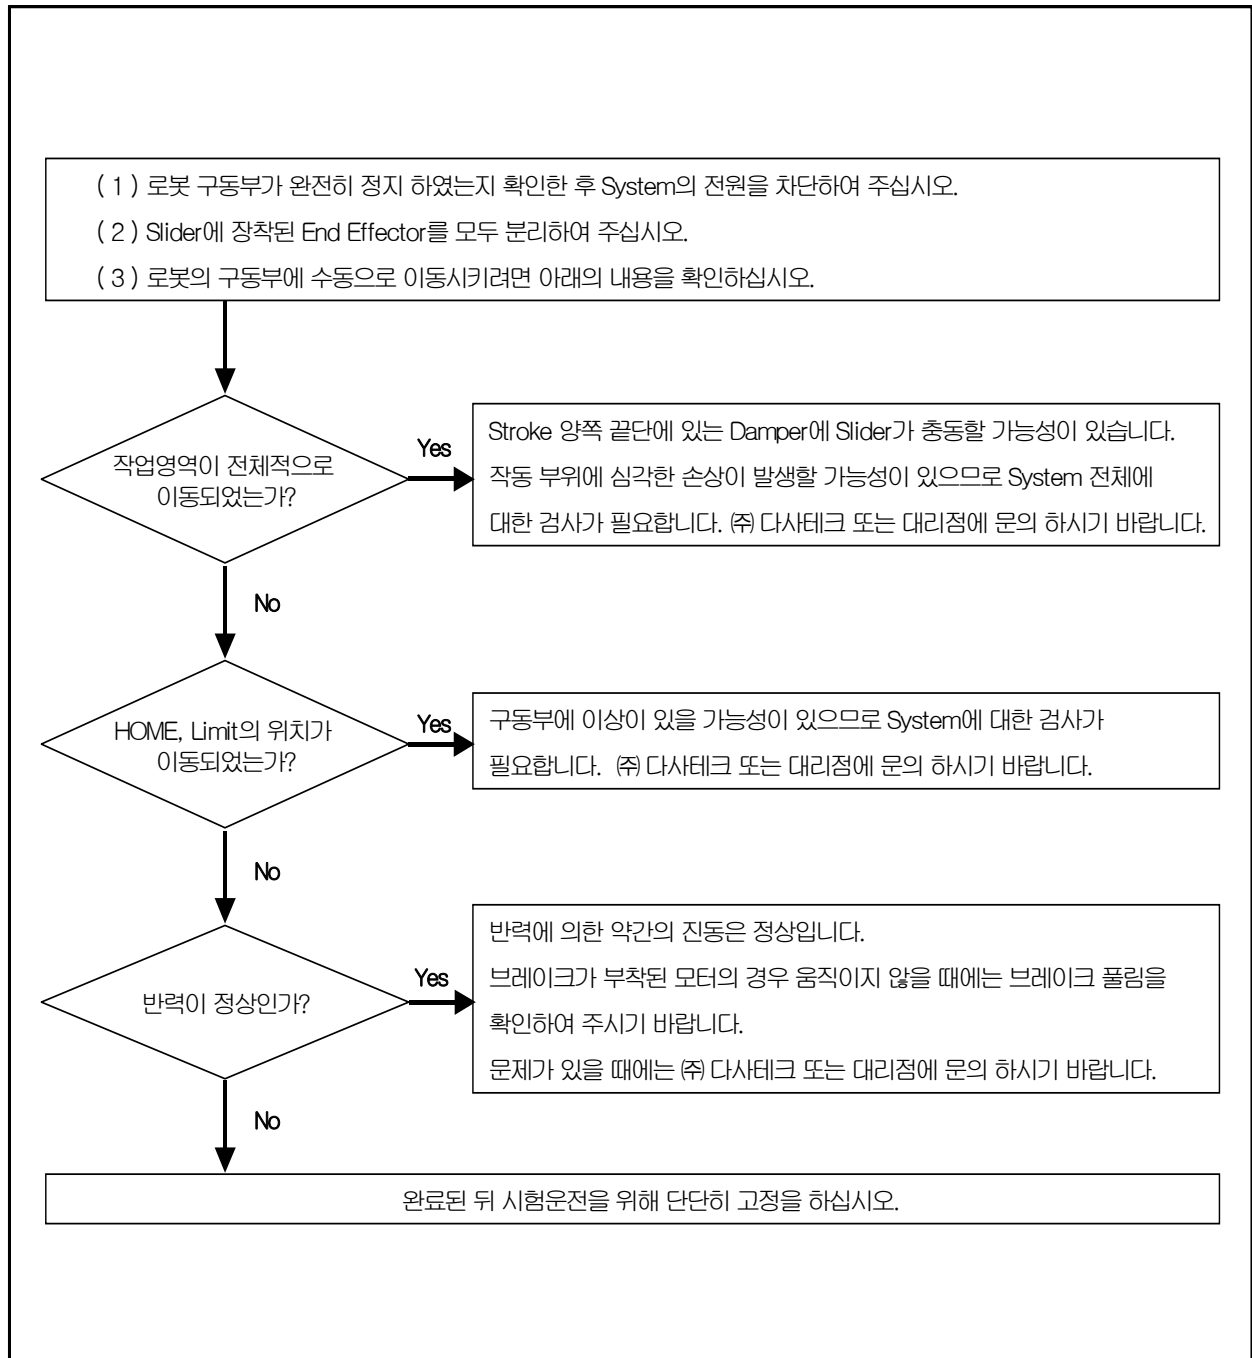 ( 1 ) 로봇 구동부가 완전히 정지 하였는지 확인한 후 System의 전원을 차단하여 주십시오.
( 2 ) Slider에 장착된 End Effector를 모두 분리하여 주십시오.
( 3 ) 로봇의 구동부에 수동으로 이동시키려면 아래의 내용을 확인하십시오.
작업영역이 전체적으로
이동되었는가?
Yes
Stroke 양쪽 끝단에 있는 Damper에 Slider가 충동할 가능성이 있습니다.
작동 부위에 심각한 손상이 발생할 가능성이 있으므로 System 전체에
대한 검사가 필요합니다. ㈜ 다사테크 또는 대리점에 문의 하시기 바랍니다.
No
HOME, Limit의 위치가
이동되었는가?
Yes
구동부에 이상이 있을 가능성이 있으므로 System에 대한 검사가
필요합니다. ㈜ 다사테크 또는 대리점에 문의 하시기 바랍니다.
No
반력이 정상인가?
Yes
반력에 의한 약간의 진동은 정상입니다.
브레이크가 부착된 모터의 경우 움직이지 않을 때에는 브레이크 풀림을
확인하여 주시기 바랍니다.
문제가 있을 때에는 ㈜ 다사테크 또는 대리점에 문의 하시기 바랍니다.
No
완료된 뒤 시험운전을 위해 단단히 고정을 하십시오.